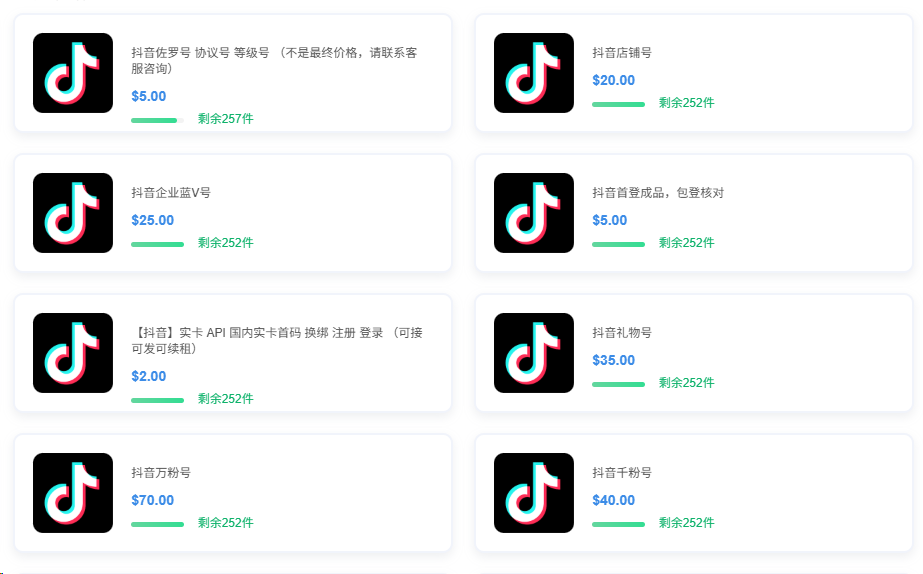 抖音佐罗号 协议号 等级号 （不是最终价格，请联系客
服咨询）
$5.00
剩余257件
抖音店铺号
$20.00
剩余252件
抖音企业蓝V号
$25.00
剩余252件
抖音首登成品，包登核对
$5.00
剩余252件
【抖音】实卡 API 国内实卡首码 换绑 注册 登录 （可接
可发可续租）
$2.00
剩余252件
抖音礼物号
$35.00
剩余252件
抖音万粉号
$70.00
剩余252件
抖音千粉号
$40.00
剩余252件